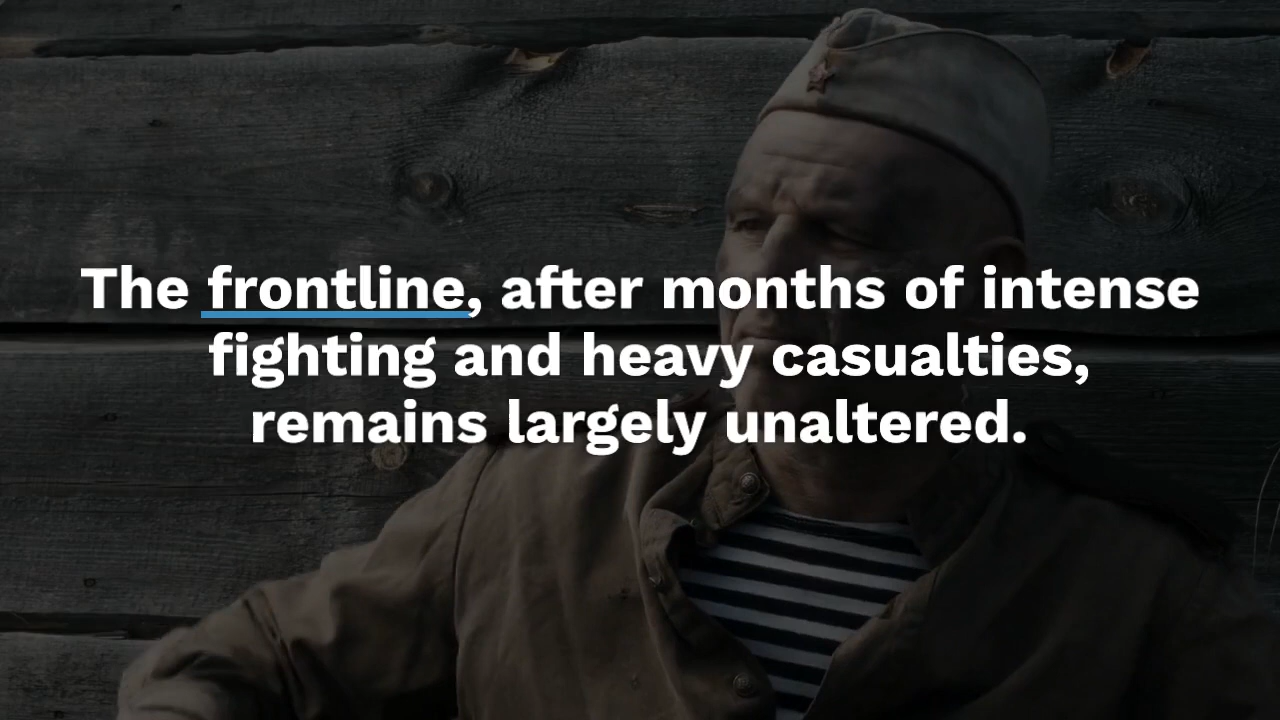 The frontline, after months of intense
fighting and heavy casualties,
remains largely unaltered.